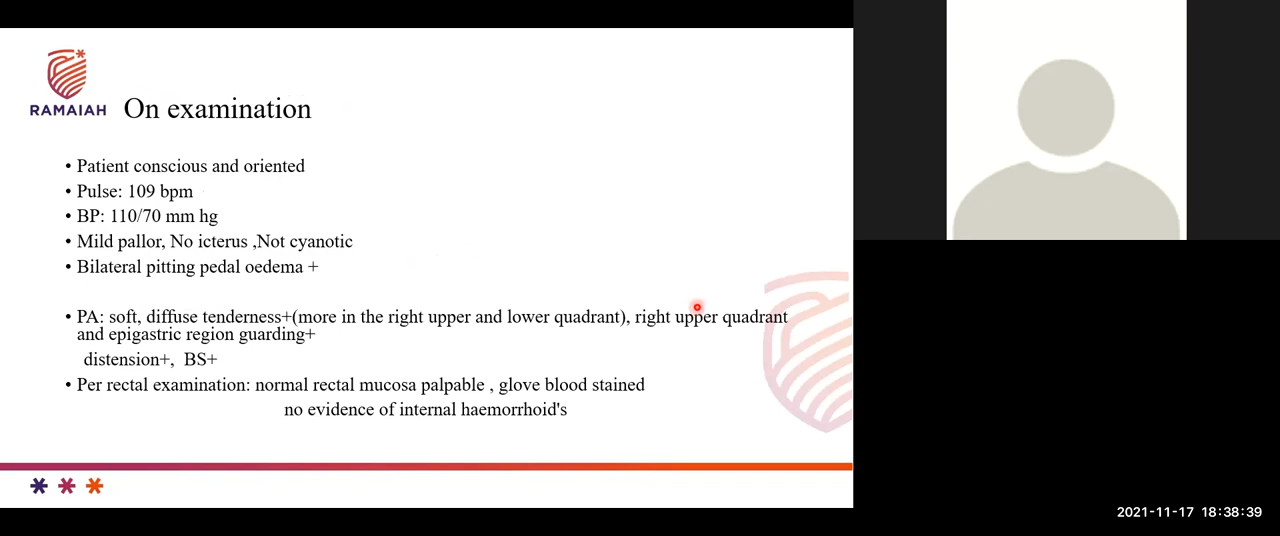 RAMAIAH
On examination
• Patient conscious and oriented
• Pulse: 109 bpm
• BP: 110/70 mm hg
• Mild pallor, No icterus ,Not cyanotic
• Bilateral pitting pedal oedema +
• PA: soft, diffuse tenderness+(more in the right upper and lower quadrant), right upper quadrant
and epigastric region guarding+
distension+, BS+
• Per rectal examination: normal rectal mucosa palpable , glove blood stained
no evidence of internal haemorrhoid's
2021-11-17 18:38:39